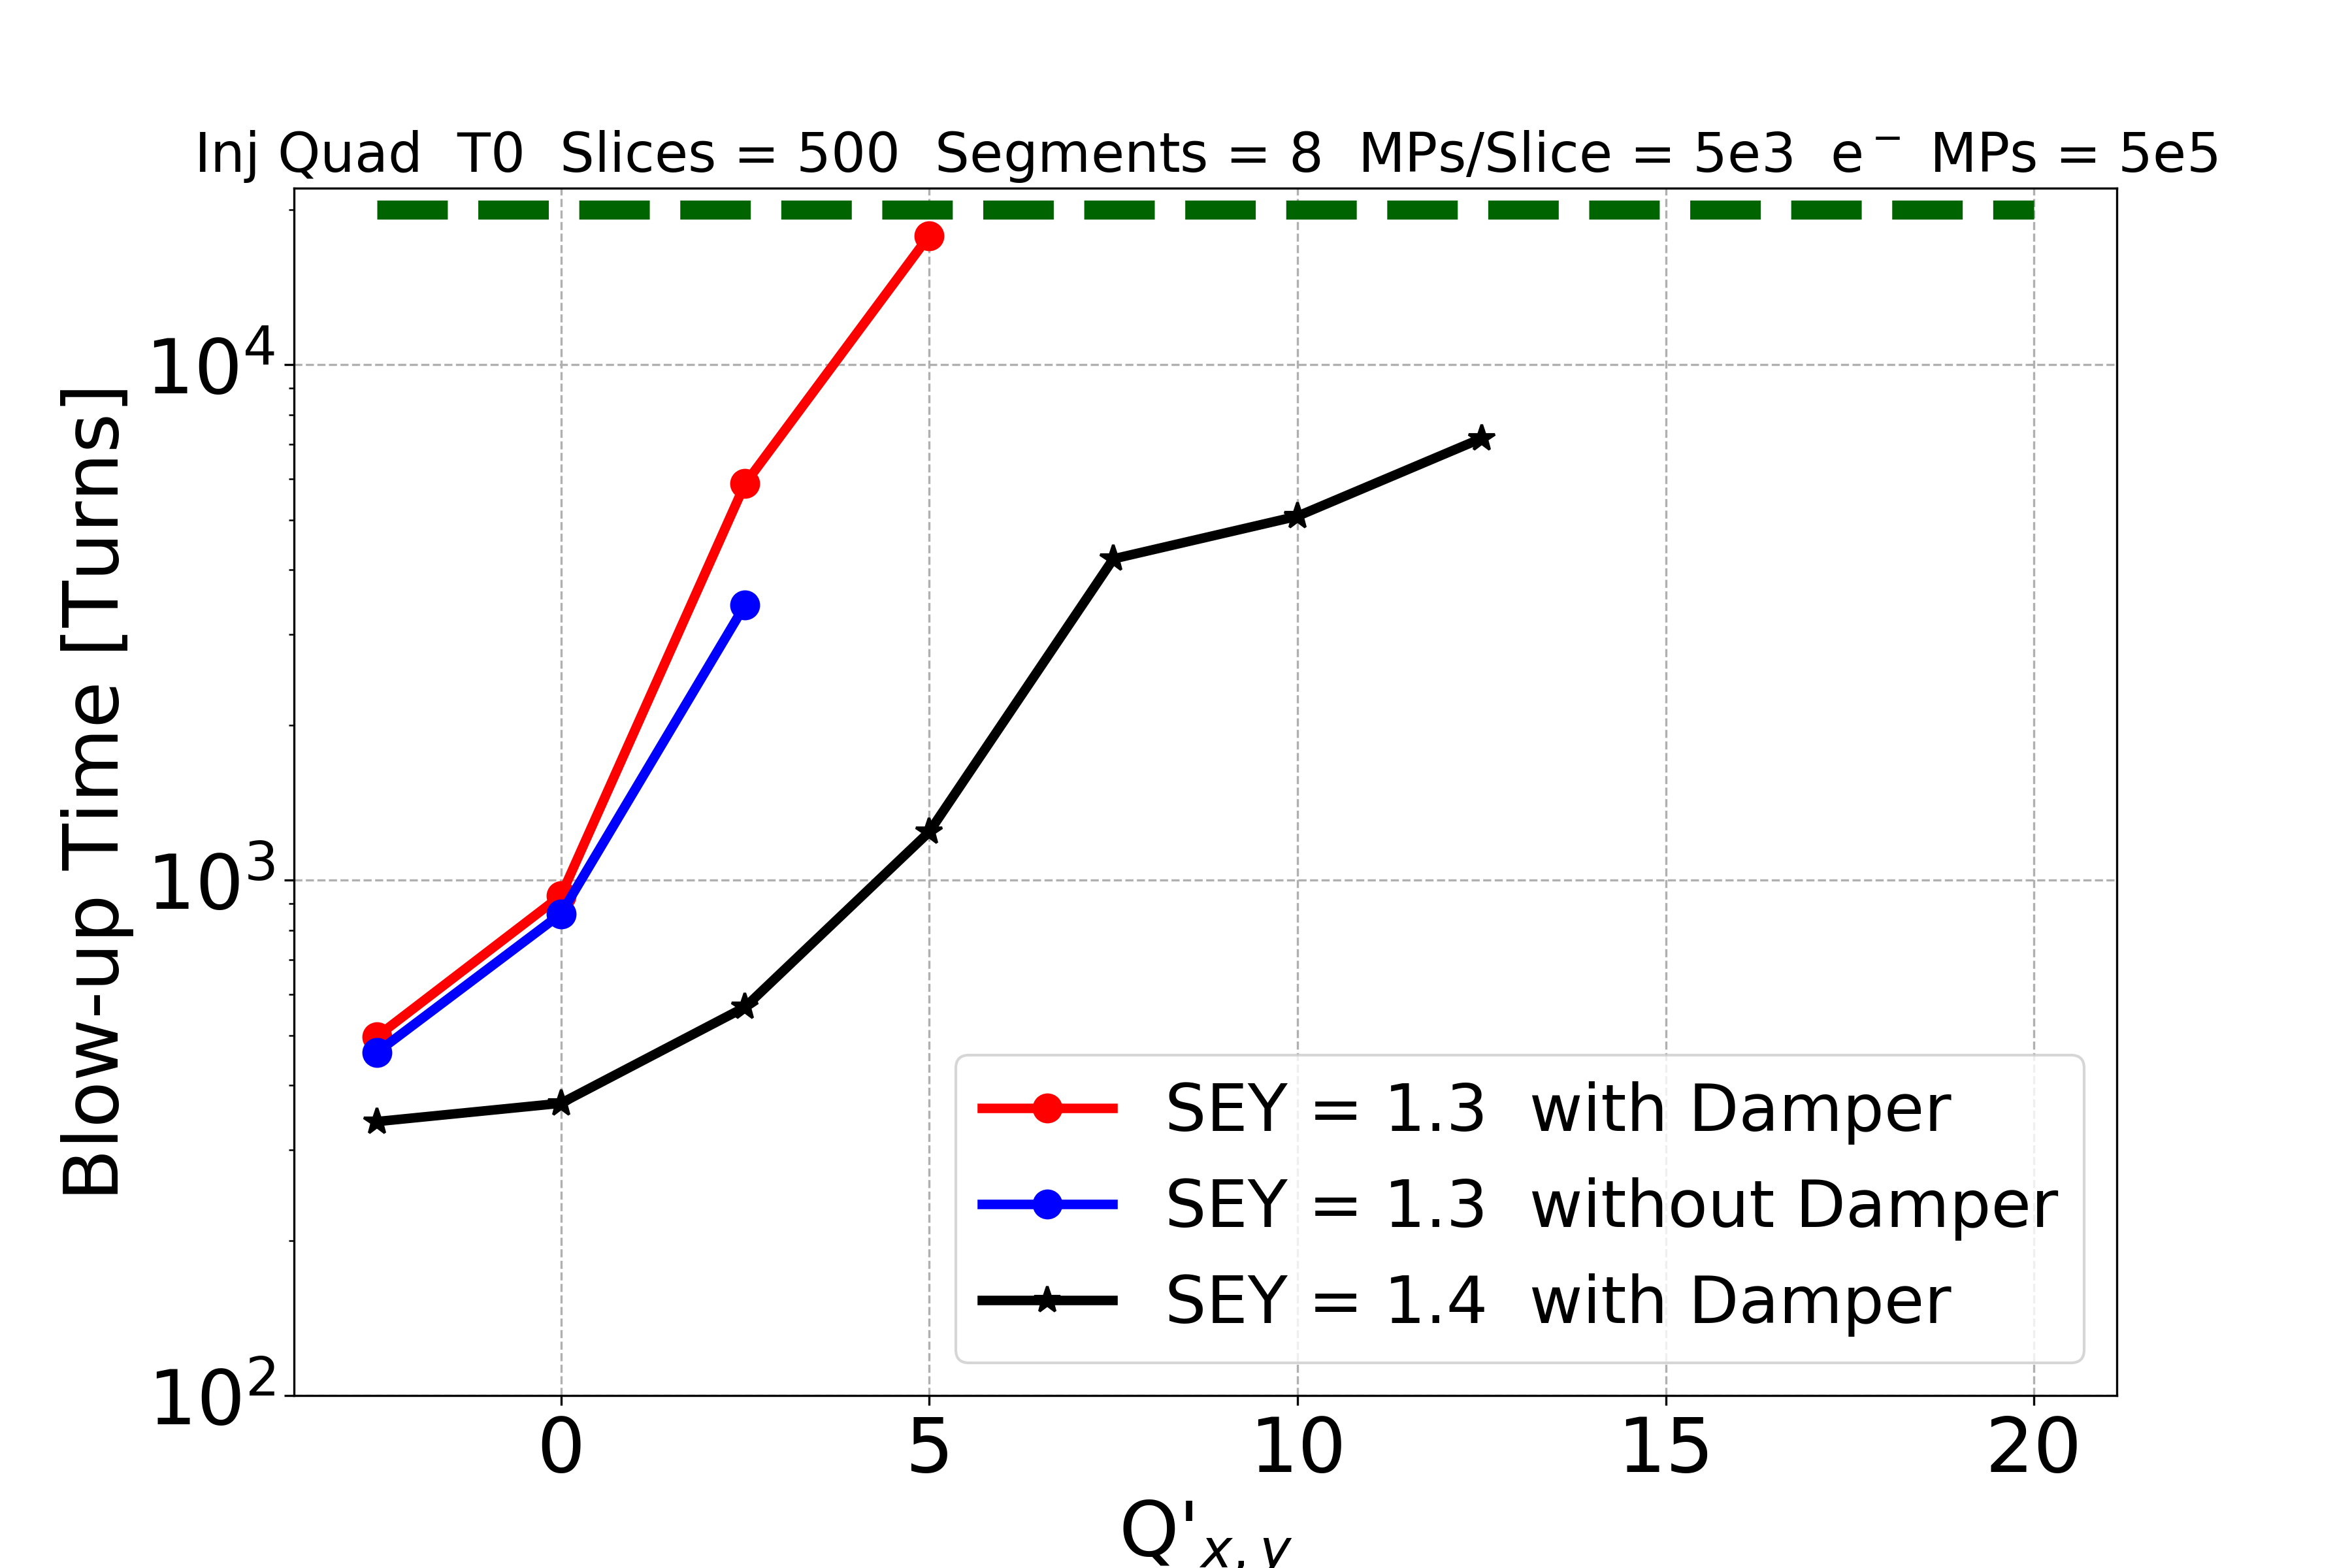 Inj Quad T0 Slices = 500 Segments = 8 MPs/Slice = 5e3 e⁻ MPs = 5e5
Blow-up Time [Turns]
10⁴
10³
10²
SEY = 1.3 with Damper
SEY = 1.3 without Damper
SEY = 1.4 with Damper
0 5 10 15 20
Q'x, y